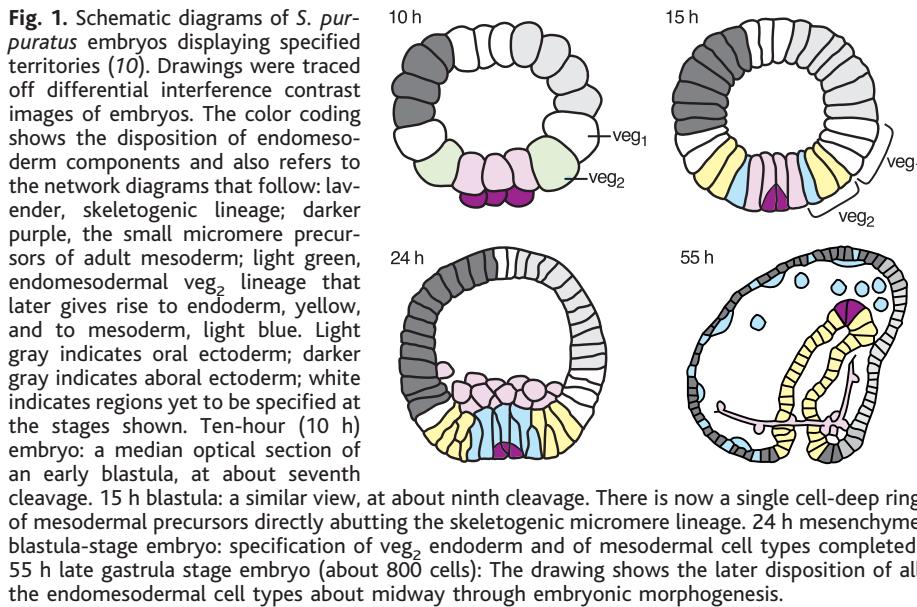 Fig. 1. Schematic diagrams of S. pur-
puratus embryos displaying specified
territories (10). Drawings were traced
off differential interference contrast
images of embryos. The color coding
shows the disposition of endomeso-
derm components and also refers to
the network diagrams that follow: lav-
ender, skeletogenic lineage; darker
purple, the small micromere precur-
sors of adult mesoderm; light green,
endomesodermal veg2 lineage that
later gives rise to endoderm, yellow,
and to mesoderm, light blue. Light
gray indicates oral ectoderm; darker
gray indicates aboral ectoderm; white
indicates regions yet to be specified at
the stages shown. Ten-hour (10 h)
embryo: a median optical section of
an early blastula, at about seventh
cleavage. 15 h blastula: a similar view, at about ninth cleavage. There is now a single cell-deep ring
of mesodermal precursors directly abutting the skeletogenic micromere lineage. 24 h mesenchyme
blastula-stage embryo: specification of veg2 endoderm and of mesodermal cell types completed
55 h late gastrula stage embryo (about 800 cells): The drawing shows the later disposition of all
the endomesodermal cell types about midway through embryonic morphogenesis.
10 h
veg1
veg2
15 h
veg
veg2
24 h
55 h